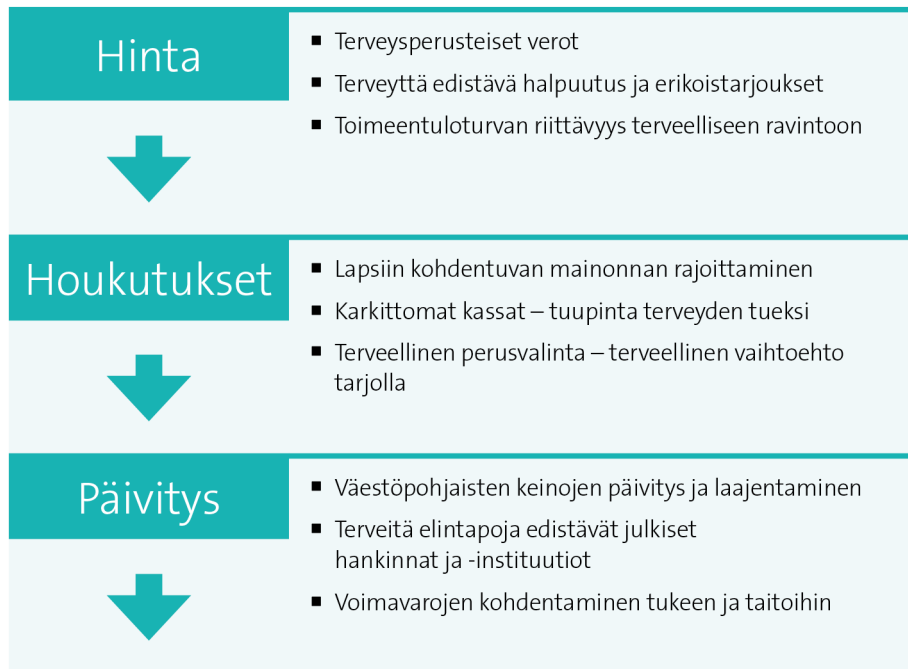 Hinta
■ Terveysperusteiset verot
■ Terveyttä edistävä halpuutus ja erikoistarjoukset
■ Toimeentuloturvan riittävyys terveelliseen ravintoon
Houkutukset
■ Lapsiin kohdentuvan mainonnan rajoittaminen
■ Karkittomat kassat – tuupinta terveyden tueksi
■ Terveellinen perusvalinta – terveellinen vaihtoehto
tarjolla
Päivitys
■ Väestöpohjaisten keinojen päivitys ja laajentaminen
■ Terveitä elintapoja edistävät julkiset
hankinnat ja -instituutiot
■ Voimavarojen kohdentaminen tukeen ja taitoihin